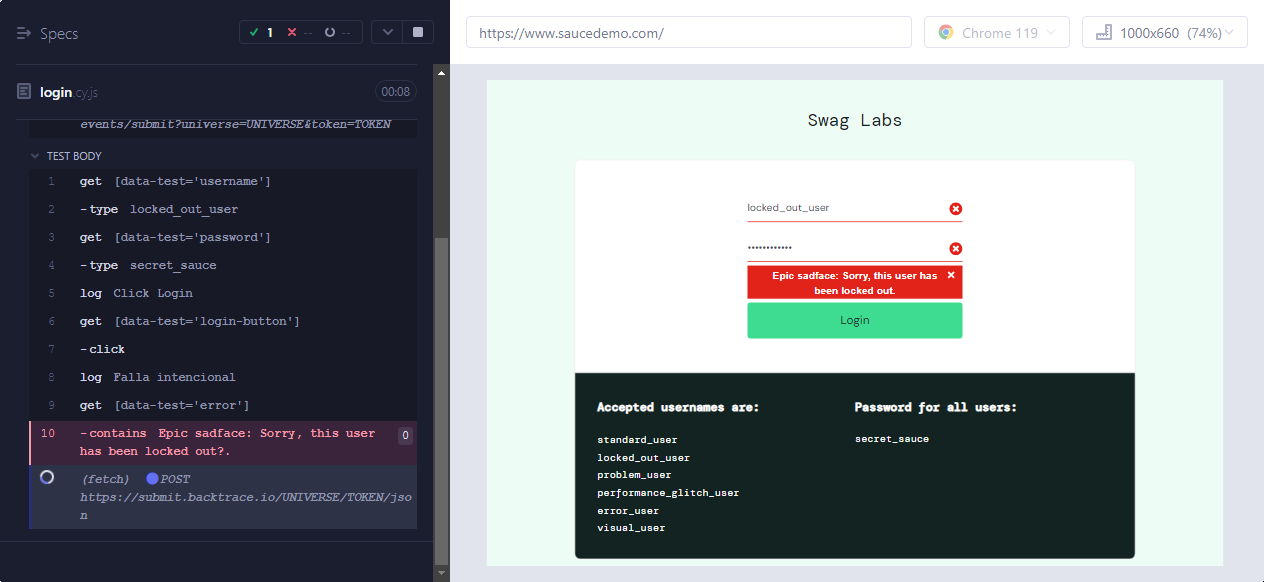 Specs
1 -- --
login.cy.js
00:08
events/submit?universe=UNIVERSE&token=TOKEN
TEST BODY
1 get [data-test='username']
2 -type locked_out_user
3 get [data-test='password']
4 -type secret_sauce
5 log Click Login
6 get [data-test='login-button']
7 -click
8 log Falla intencional
9 get [data-test='error']
10 -contains Epic sadface: Sorry, this user
has been locked out?.
0
(fetch) POST
https://submit.backtrace.io/UNIVERSE/TOKEN/jso
n
https://www.saucedemo.com/
Chrome 119
1000x660 (74%)
Swag Labs
locked_out_user
••••••••••••
Epic sadface: Sorry, this user has
been locked out.
Login
Accepted usernames are:
standard_user
locked_out_user
problem_user
performance_glitch_user
error_user
visual_user
Password for all users:
secret_sauce